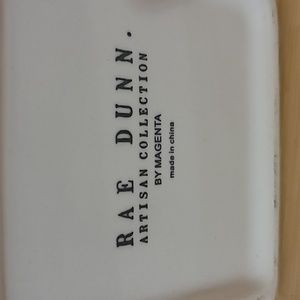 RAE DUNN.
ARTISAN COLLECTION
BY MAGENTA
made in china